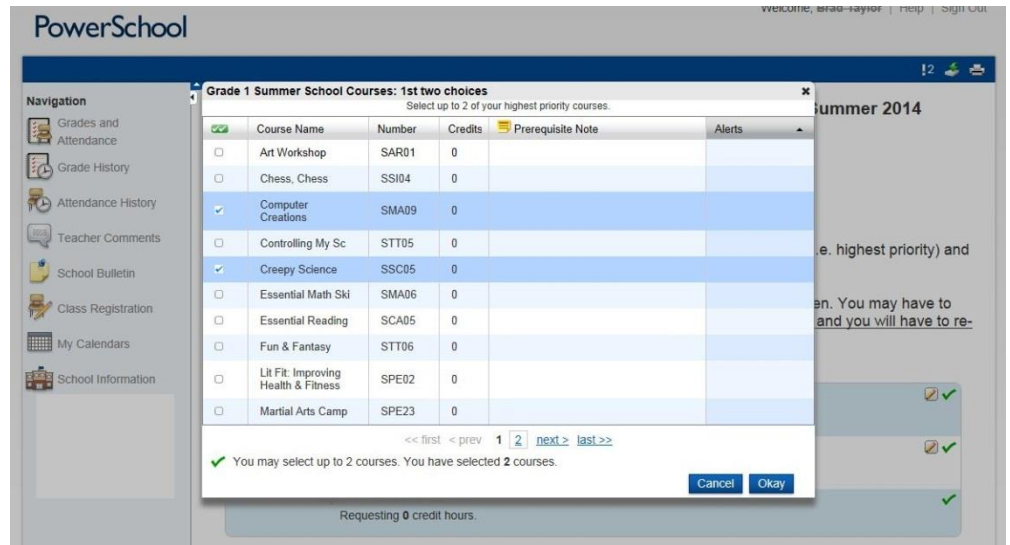 Welcome, Brad Taylor | Help | Sign Out
PowerSchool
!2
Navigation
Grades and
Attendance
Grade History
Attendance History
Teacher Comments
School Bulletin
Class Registration
My Calendars
School Information
Summer 2014
.e. highest priority) and
en. You may have to
and you will have to re-
Grade 1 Summer School Courses: 1st two choices x
Select up to 2 of your highest priority courses.
Course Name Number Credits Prerequisite Note Alerts
Art Workshop SAR01 0
Chess, Chess SSI04 0
Computer
Creations SMA09 0
Controlling My Sc STT05 0
Creepy Science SSC05 0
Essential Math Ski SMA06 0
Essential Reading SCA05 0
Fun & Fantasy STT06 0
Lit Fit: Improving
Health & Fitness SPE02 0
Martial Arts Camp SPE23 0
<< first < prev 1 2 next > last >>
You may select up to 2 courses. You have selected 2 courses.
Cancel Okay
Requesting 0 credit hours.